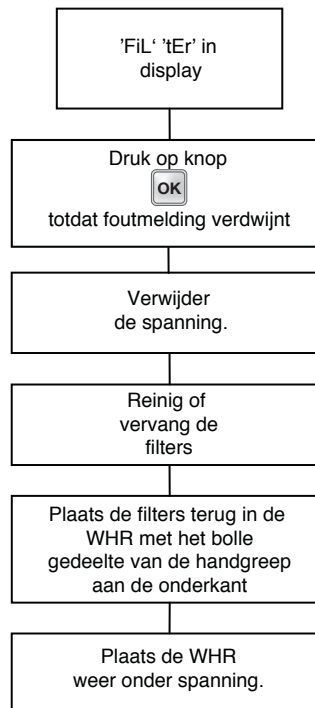 ’FiL‘ ’tEr’ in
display
Druk op knop
OK
totdat foutmelding verdwijnt
Verwijder
de spanning.
Reinig of
vervang de
filters
Plaats de filters terug in de
WHR met het bolle
gedeelte van de handgreep
aan de onderkant
Plaats de WHR
weer onder spanning.